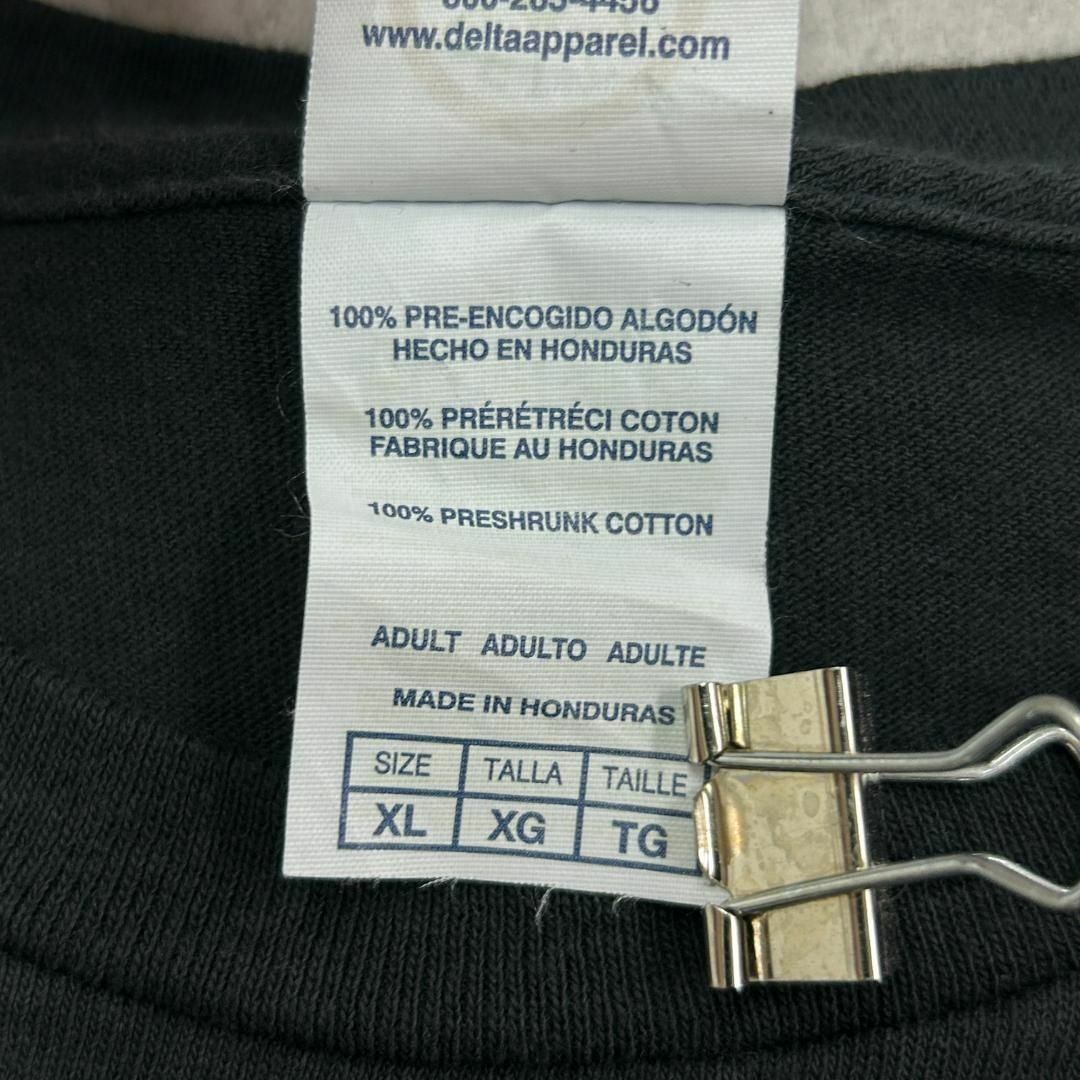 www.deltaapparel.com
100% PRE-ENCOGIDO ALGODÓN
HECHO EN HONDURAS
100% PRÉRÉTRÉCI COTON
FABRIQUE AU HONDURAS
100% PRESHRUNK COTTON
ADULT ADULTO ADULTE
MADE IN HONDURAS
SIZE TALLA TAILLE
XL XG TG